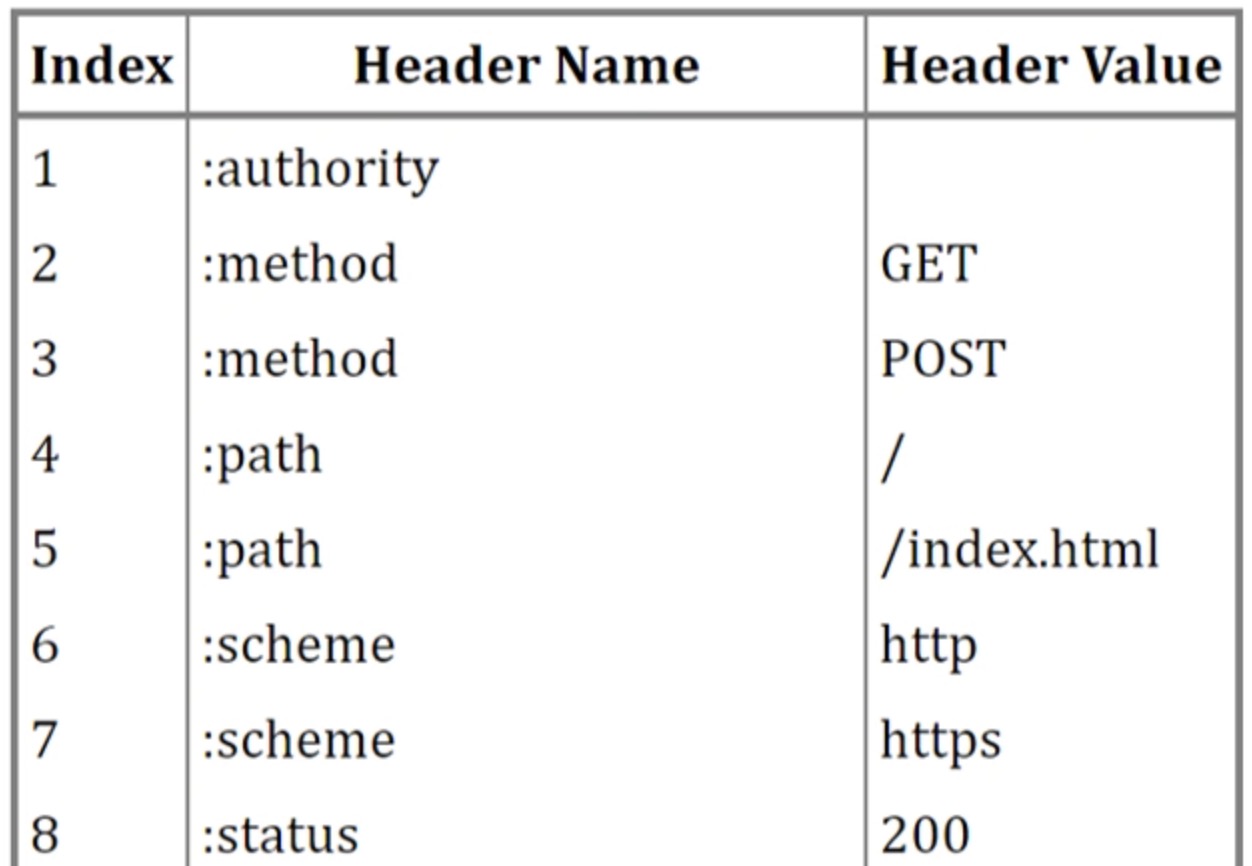 Index Header Name Header Value
1 :authority
2 :method GET
3 :method POST
4 :path /
5 :path /index.html
6 :scheme http
7 :scheme https
8 :status 200